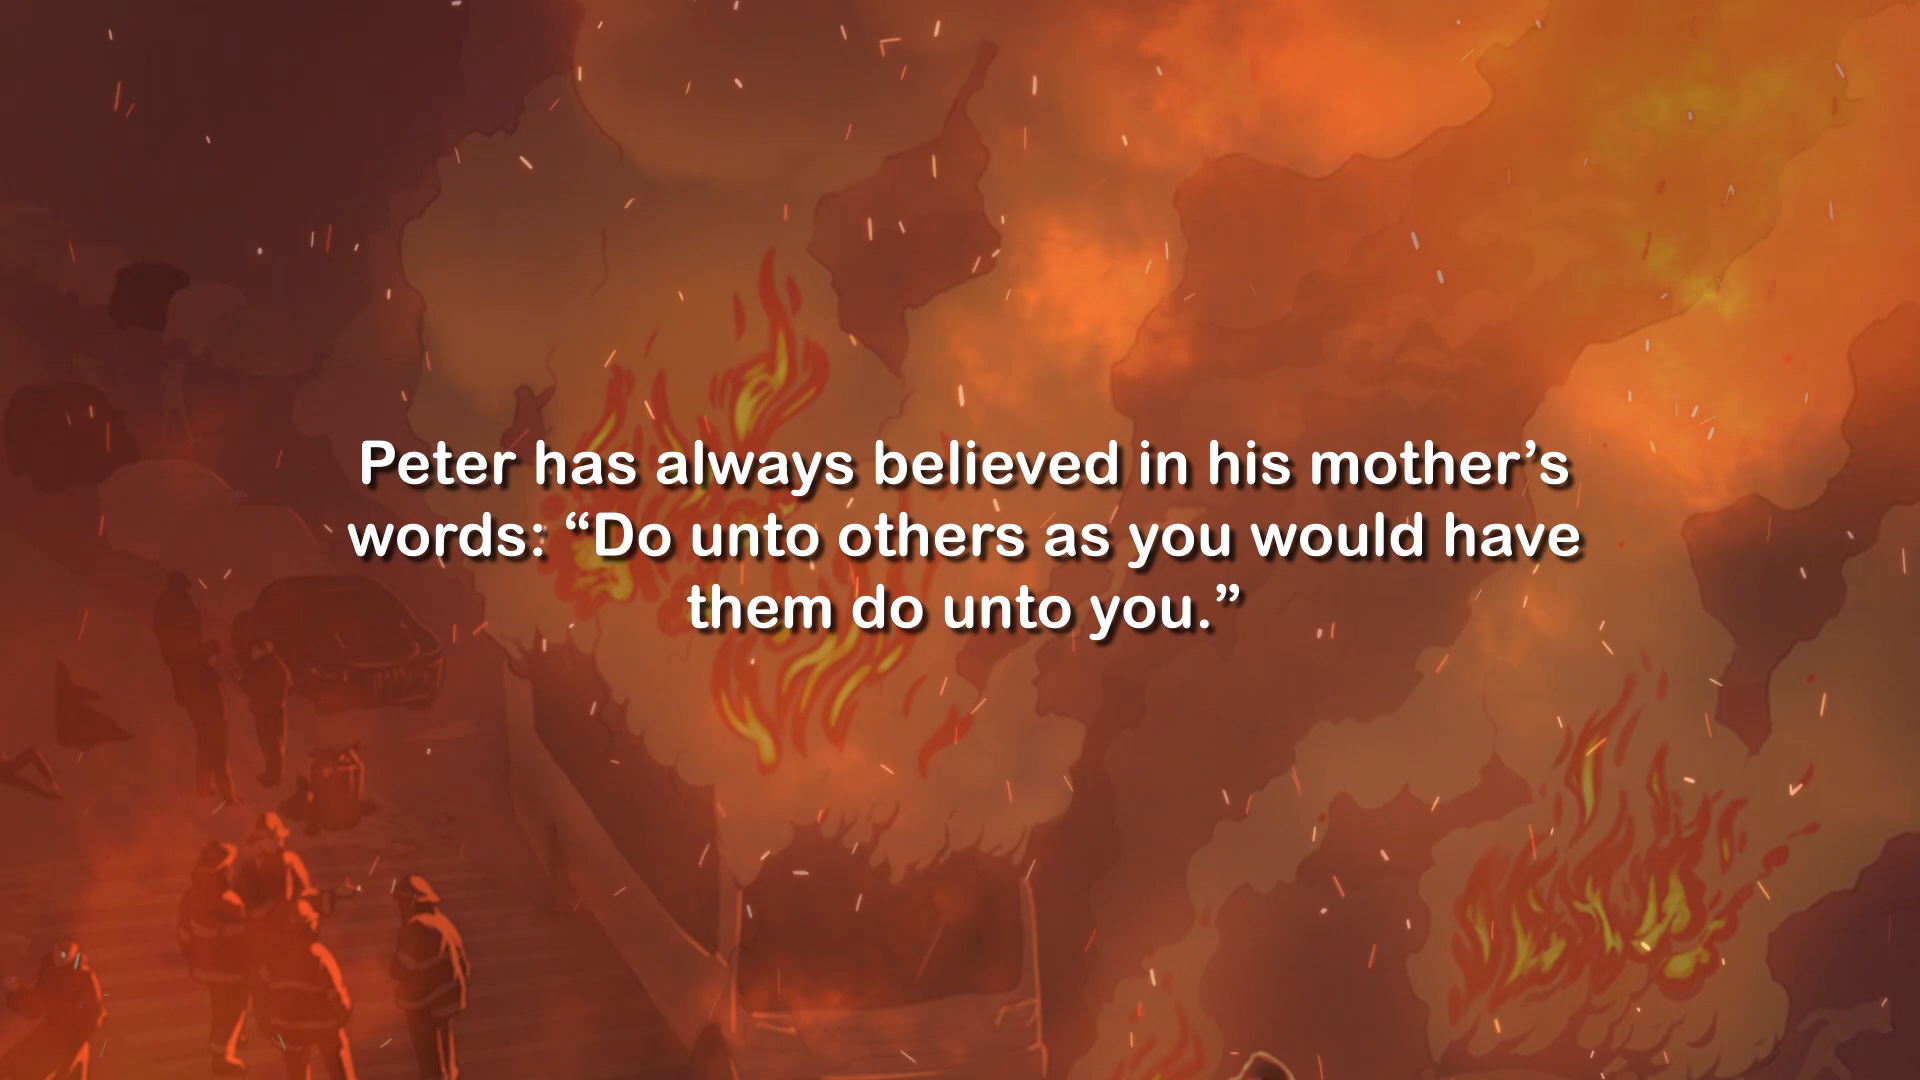 Peter has always believed in his mother’s
words: “Do unto others as you would have
them do unto you.”